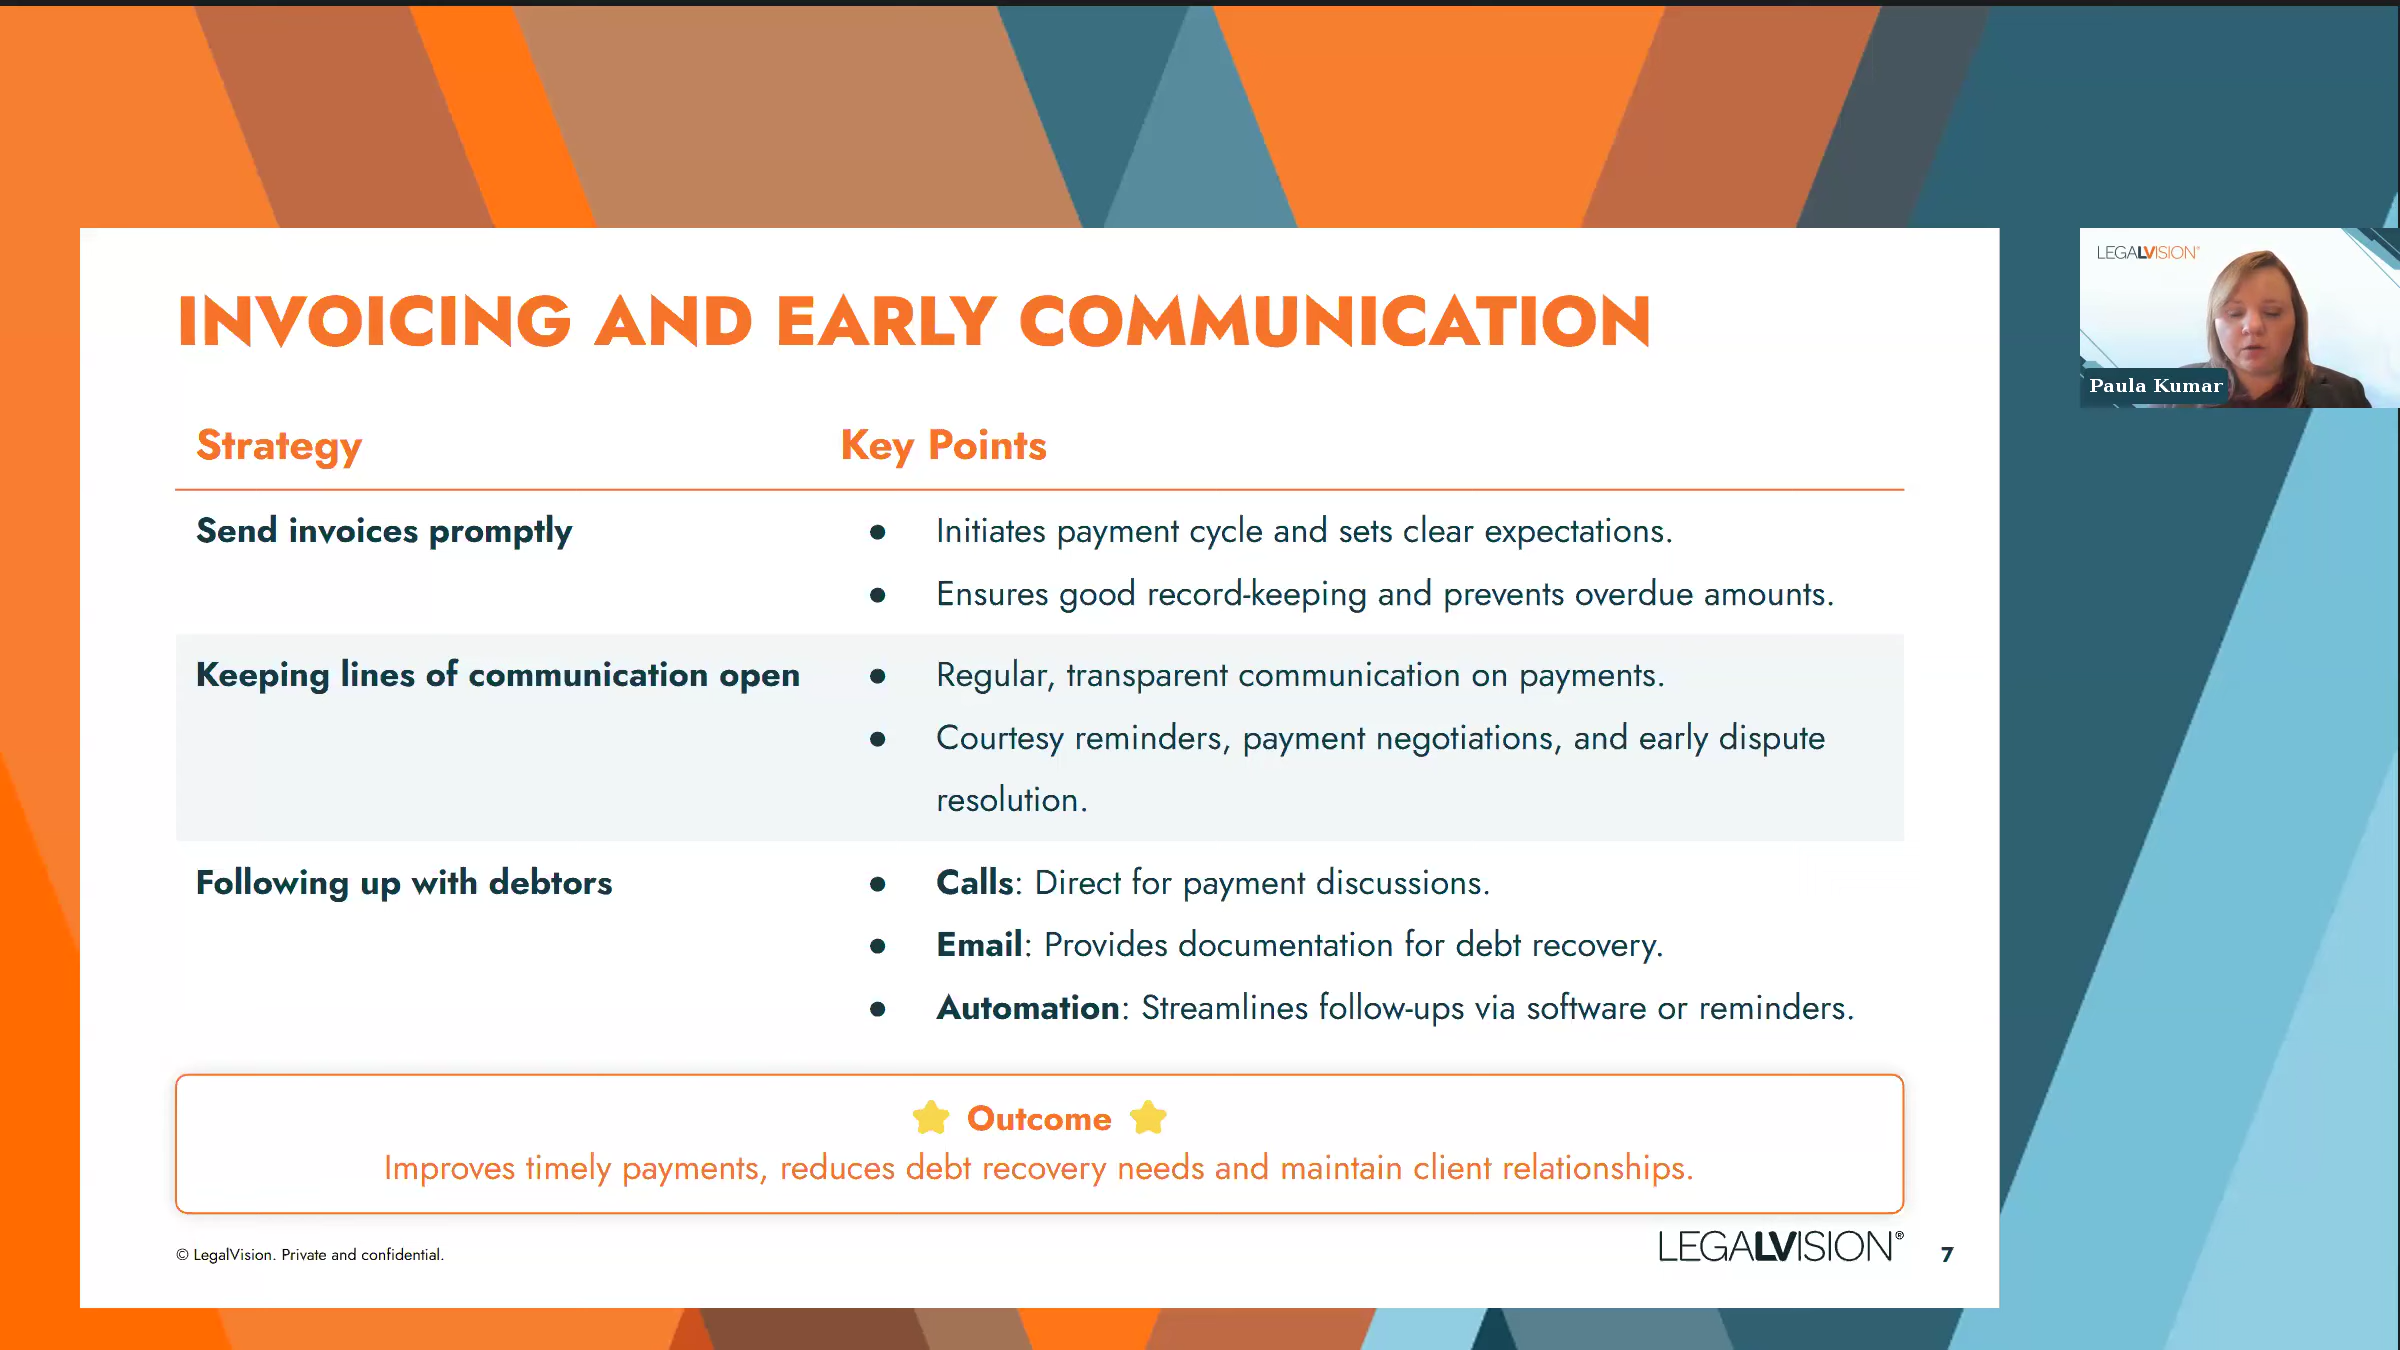 INVOICING AND EARLY COMMUNICATION
Strategy
Key Points
Send invoices promptly
● Initiates payment cycle and sets clear expectations.
● Ensures good record-keeping and prevents overdue amounts.
Keeping lines of communication open
● Regular, transparent communication on payments.
● Courtesy reminders, payment negotiations, and early dispute
resolution.
Following up with debtors
● Calls: Direct for payment discussions.
● Email: Provides documentation for debt recovery.
● Automation: Streamlines follow-ups via software or reminders.
⭐ Outcome ⭐
Improves timely payments, reduces debt recovery needs and maintain client relationships.
© LegalVision. Private and confidential.
LEGALVISION®
7
LEGALVISION®
Paula Kumar